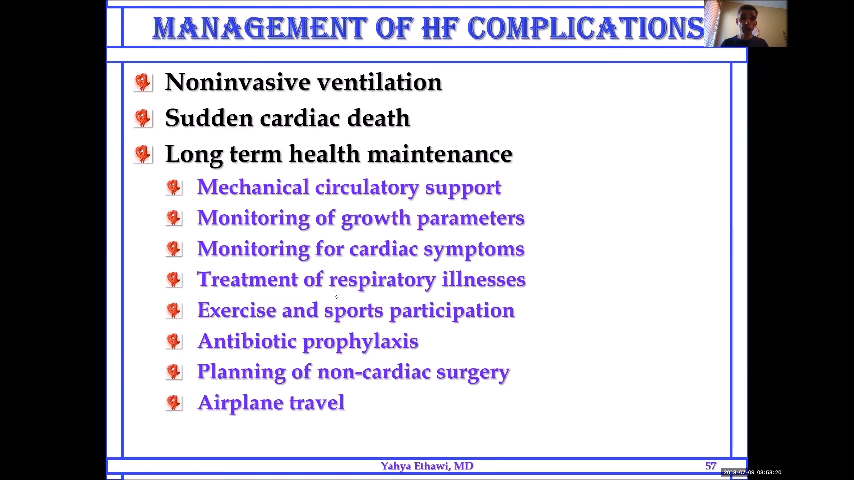 MANAGEMENT OF HF COMPLICATIONS
Noninvasive ventilation
Sudden cardiac death
Long term health maintenance
Mechanical circulatory support
Monitoring of growth parameters
Monitoring for cardiac symptoms
Treatment of respiratory illnesses
Exercise and sports participation
Antibiotic prophylaxis
Planning of non-cardiac surgery
Airplane travel
Yahya Ethawi, MD
57